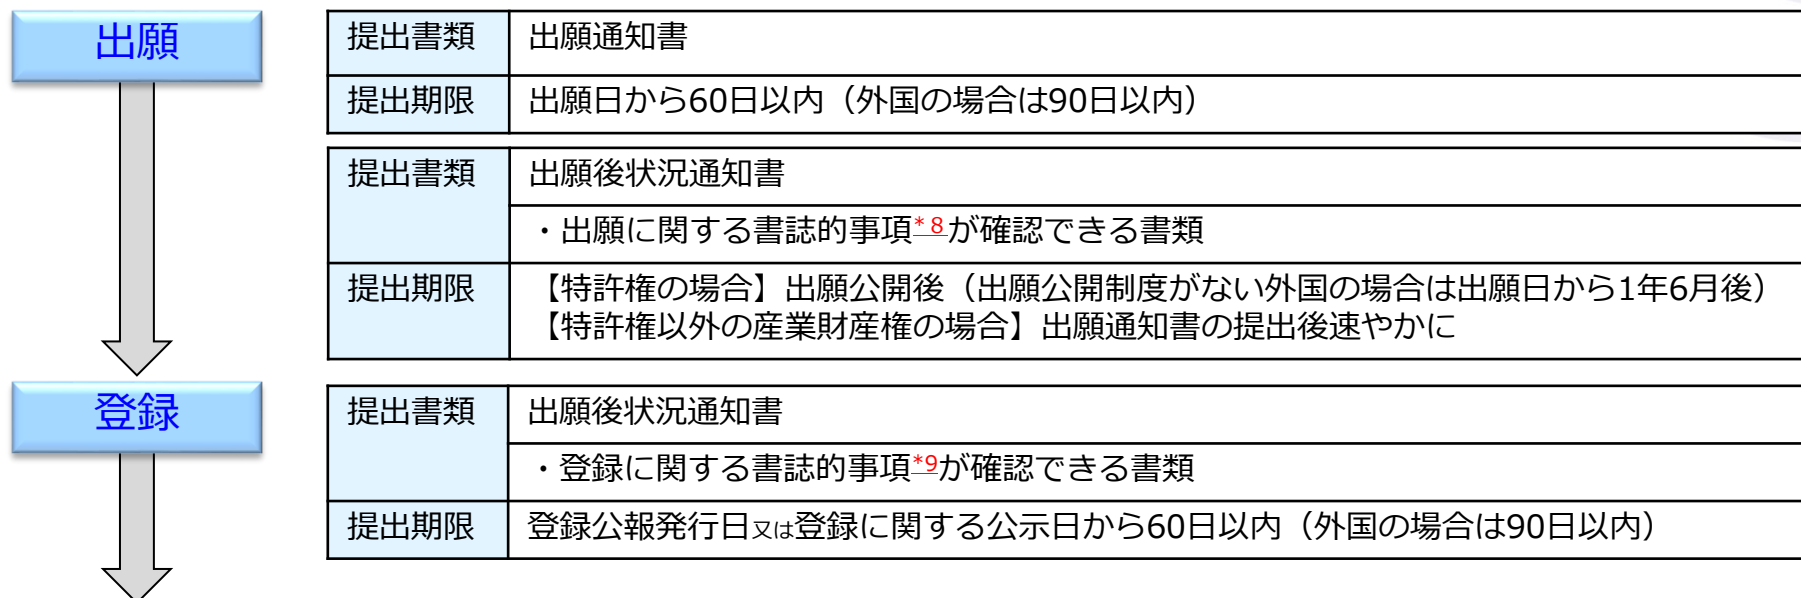 出願
提出書類 出願通知書
提出期限 出願日から60日以内（外国の場合は90日以内）
提出書類 出願後状況通知書
・出願に関する書誌的事項*８が確認できる書類
提出期限 【特許権の場合】出願公開後（出願公開制度がない外国の場合は出願日から1年6月後）
【特許権以外の産業財産権の場合】出願通知書の提出後速やかに
登録
提出書類 出願後状況通知書
・登録に関する書誌的事項*9が確認できる書類
提出期限 登録公報発行日又は登録に関する公示日から60日以内（外国の場合は90日以内）